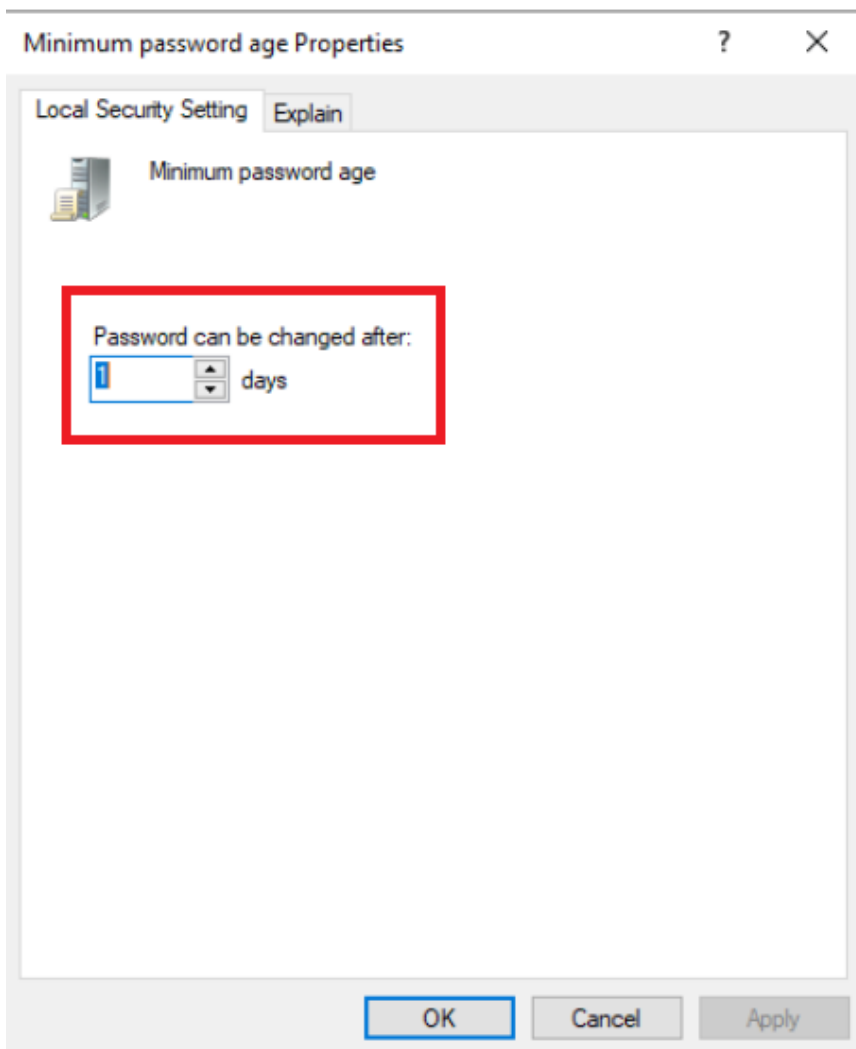 Minimum password age Properties
?
Local Security Setting
Explain
Minimum password age
Password can be changed after:
1
days
OK
Cancel
Apply